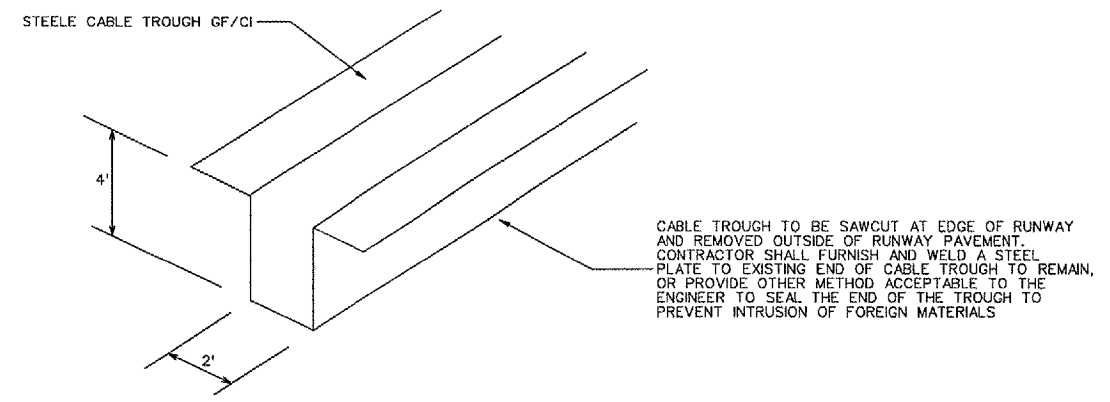 STEELE CABLE TROUGH GF/CI
4'
CABLE TROUGH TO BE SAWCUT AT EDGE OF RUNWAY
AND REMOVED OUTSIDE OF RUNWAY PAVEMENT.
CONTRACTOR SHALL FURNISH AND WELD A STEEL
PLATE TO EXISTING END OF CABLE TROUGH TO REMAIN,
OR PROVIDE OTHER METHOD ACCEPTABLE TO THE
ENGINEER TO SEAL THE END OF THE TROUGH TO
PREVENT INTRUSION OF FOREIGN MATERIALS
2'